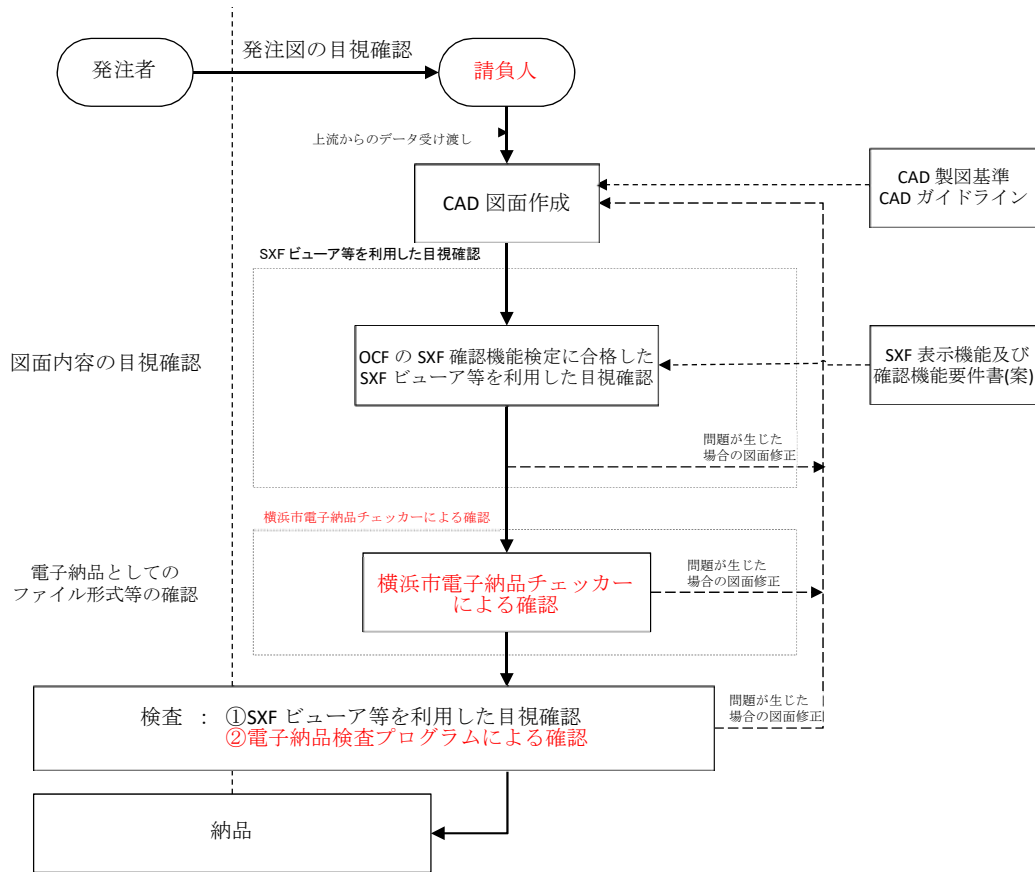 発注図の目視確認
発注者
請負人
上流からのデータ受け渡し
CAD 図面作成
CAD 製図基準
CAD ガイドライン
SXF ビューア等を利用した目視確認
図面内容の目視確認
OCF の SXF 確認機能検定に合格した
SXF ビューア等を利用した目視確認
SXF 表示機能及び
確認機能要件書(案)
問題が生じた
場合の図面修正
横浜市電子納品チェッカーによる確認
電子納品としての
ファイル形式等の確認
横浜市電子納品チェッカー
による確認
問題が生じた
場合の図面修正
検査 : ①SXF ビューア等を利用した目視確認
②電子納品検査プログラムによる確認
問題が生じた
場合の図面修正
納品